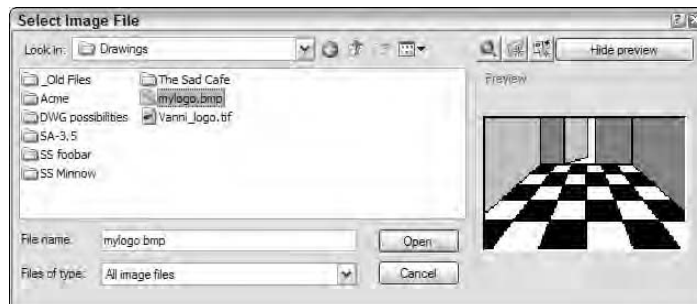 Select Image File
Look in: Drawings
Hide preview
_Old Files
Acme
DWG possibilities
SA-3.5
SS foobar
SS Minnow
The Sad Cafe
mylogo.bmp
Vanni_logo.tif
Preview
File name: mylogo.bmp
Open
Files of type: All image files
Cancel